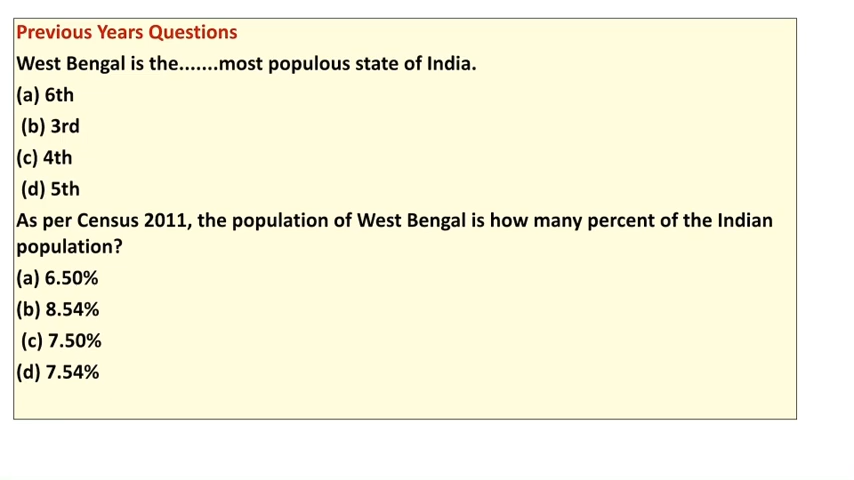 Previous Years Questions
West Bengal is the.......most populous state of India.
(a) 6th
(b) 3rd
(c) 4th
(d) 5th
As per Census 2011, the population of West Bengal is how many percent of the Indian
population?
(a) 6.50%
(b) 8.54%
(c) 7.50%
(d) 7.54%